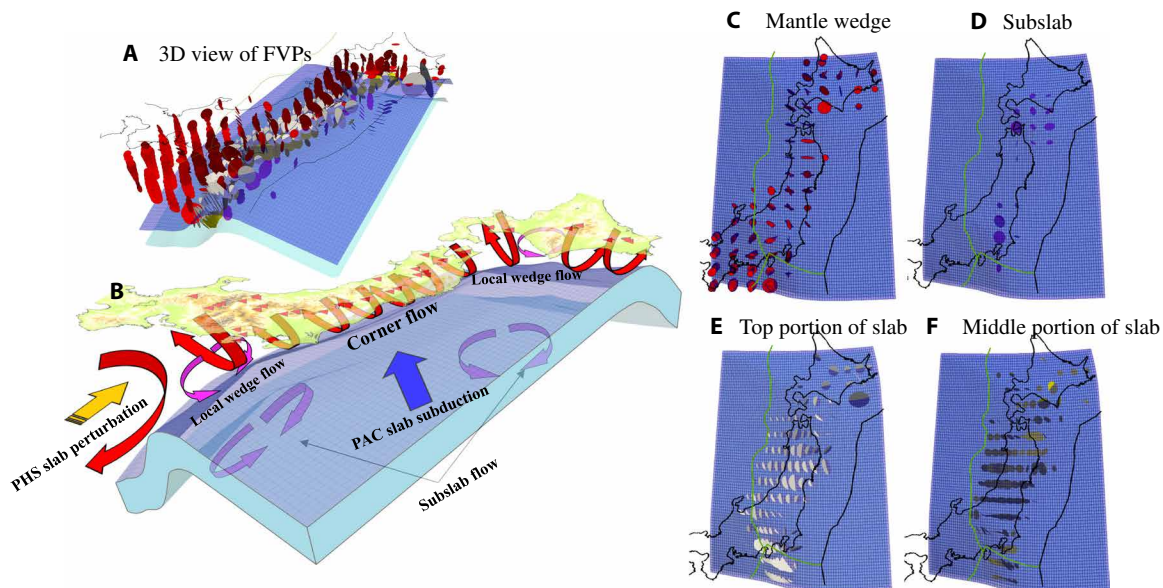 A 3D view of FVPs
B
Local wedge flow
Corner flow
Local wedge flow
PHS slab perturbation
PAC slab subduction
Subslab flow
C Mantle wedge
D Subslab
E Top portion of slab
F Middle portion of slab